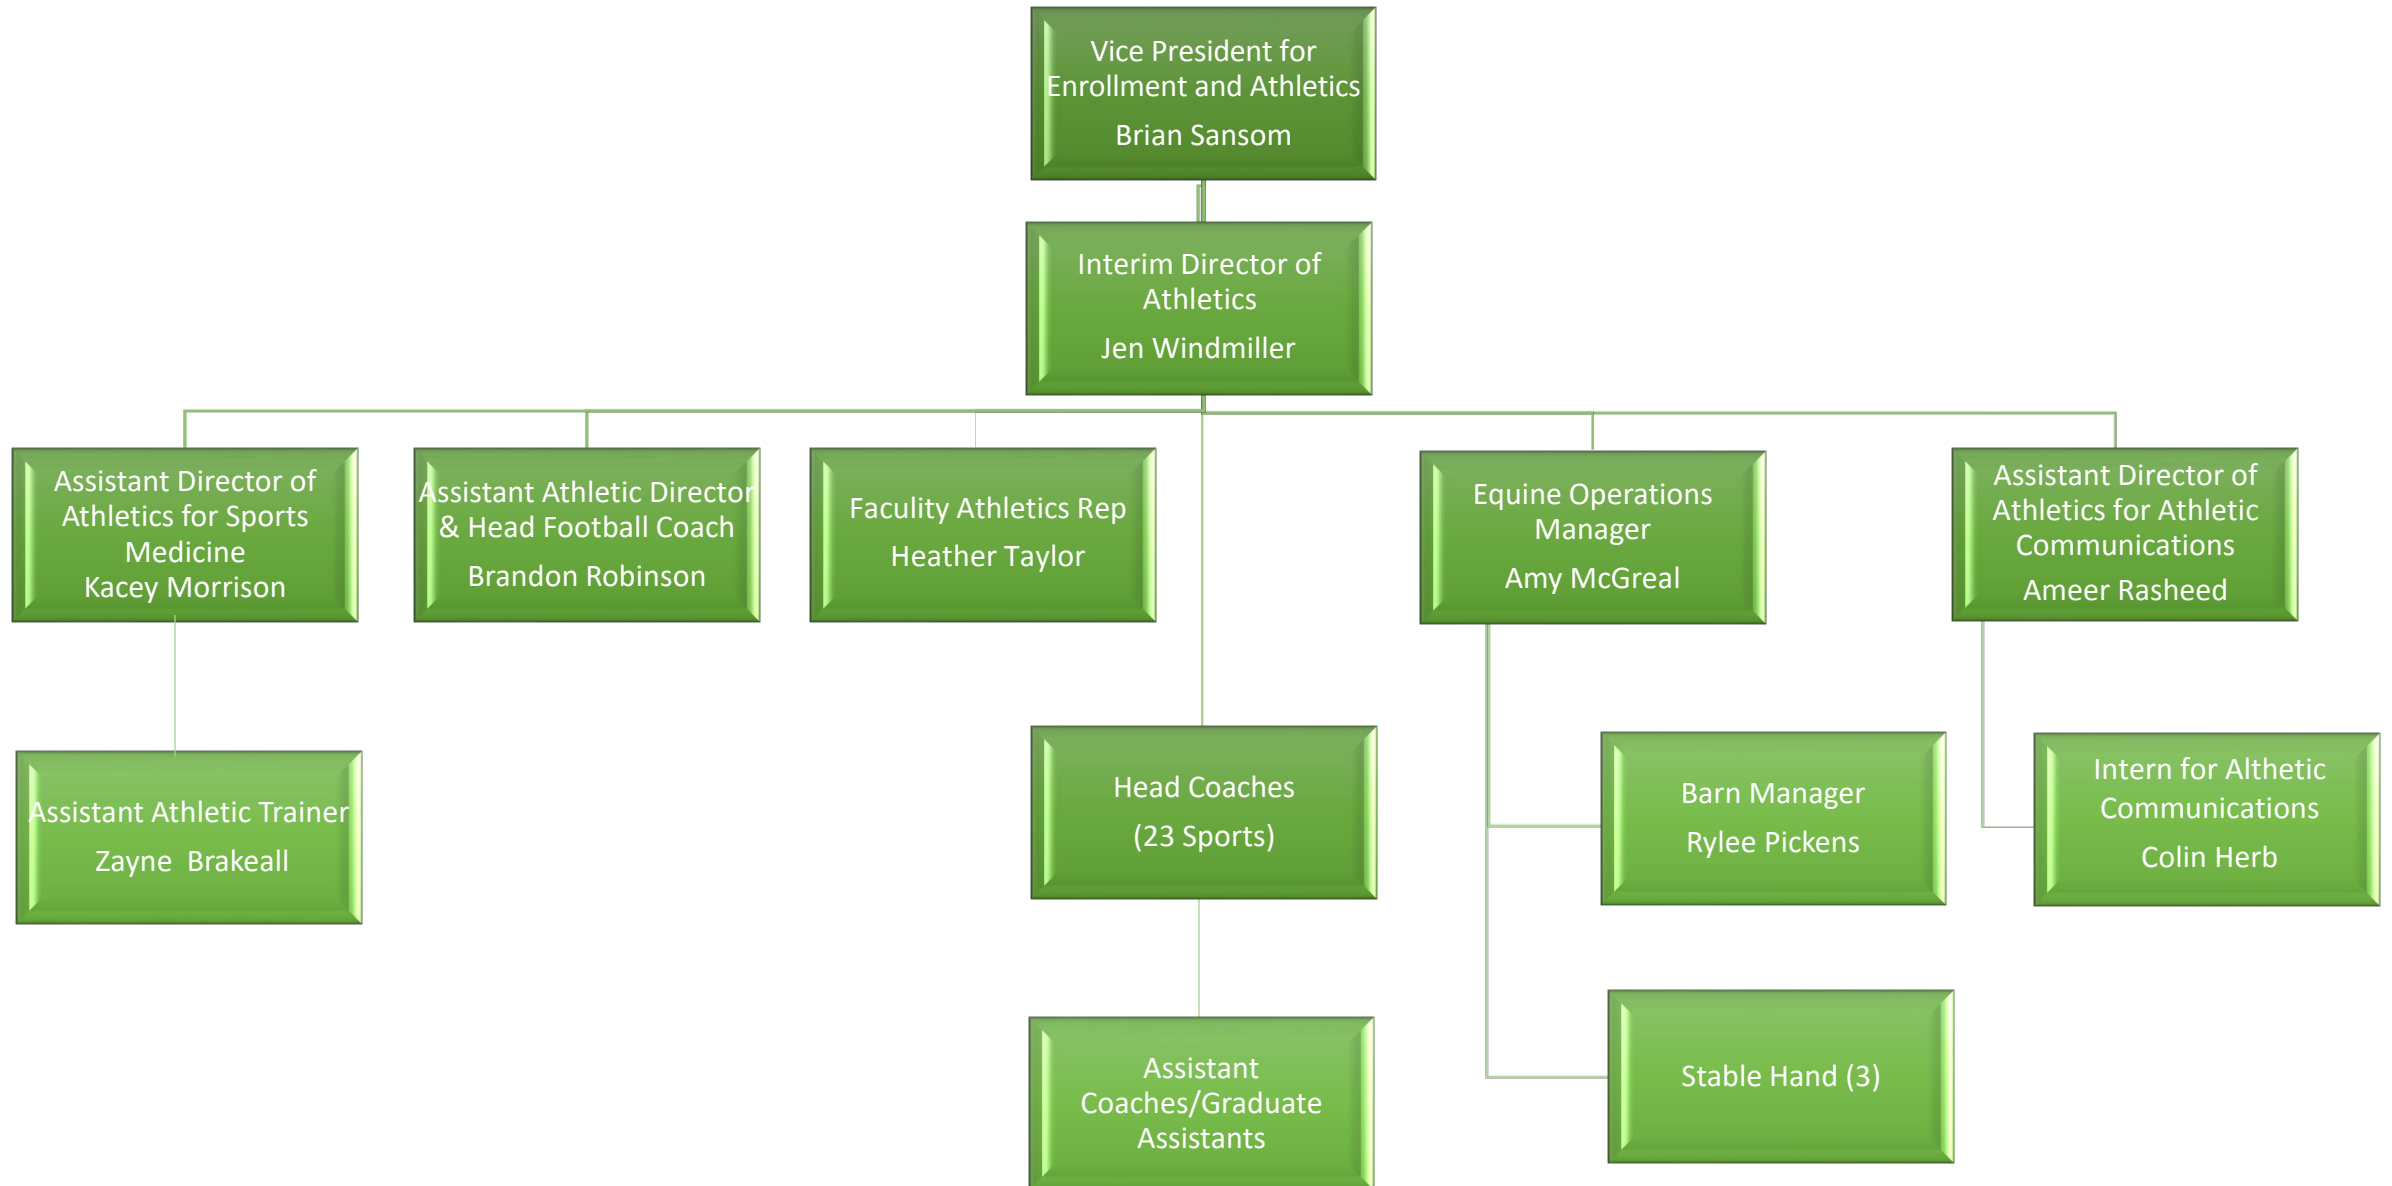 Vice President for
Enrollment and Athletics
Brian Sansom
Interim Director of
Athletics
Jen Windmiller
Assistant Director of
Athletics for Sports
Medicine
Kacey Morrison
Assistant Athletic Director
& Head Football Coach
Brandon Robinson
Faculity Athletics Rep
Heather Taylor
Equine Operations
Manager
Amy McGreal
Assistant Director of
Athletics for Athletic
Communications
Ameer Rasheed
Assistant Athletic Trainer
Zayne  Brakeall
Head Coaches
(23 Sports)
Barn Manager
Rylee Pickens
Intern for Althetic
Communications
Colin Herb
Assistant
Coaches/Graduate
Assistants
Stable Hand (3)